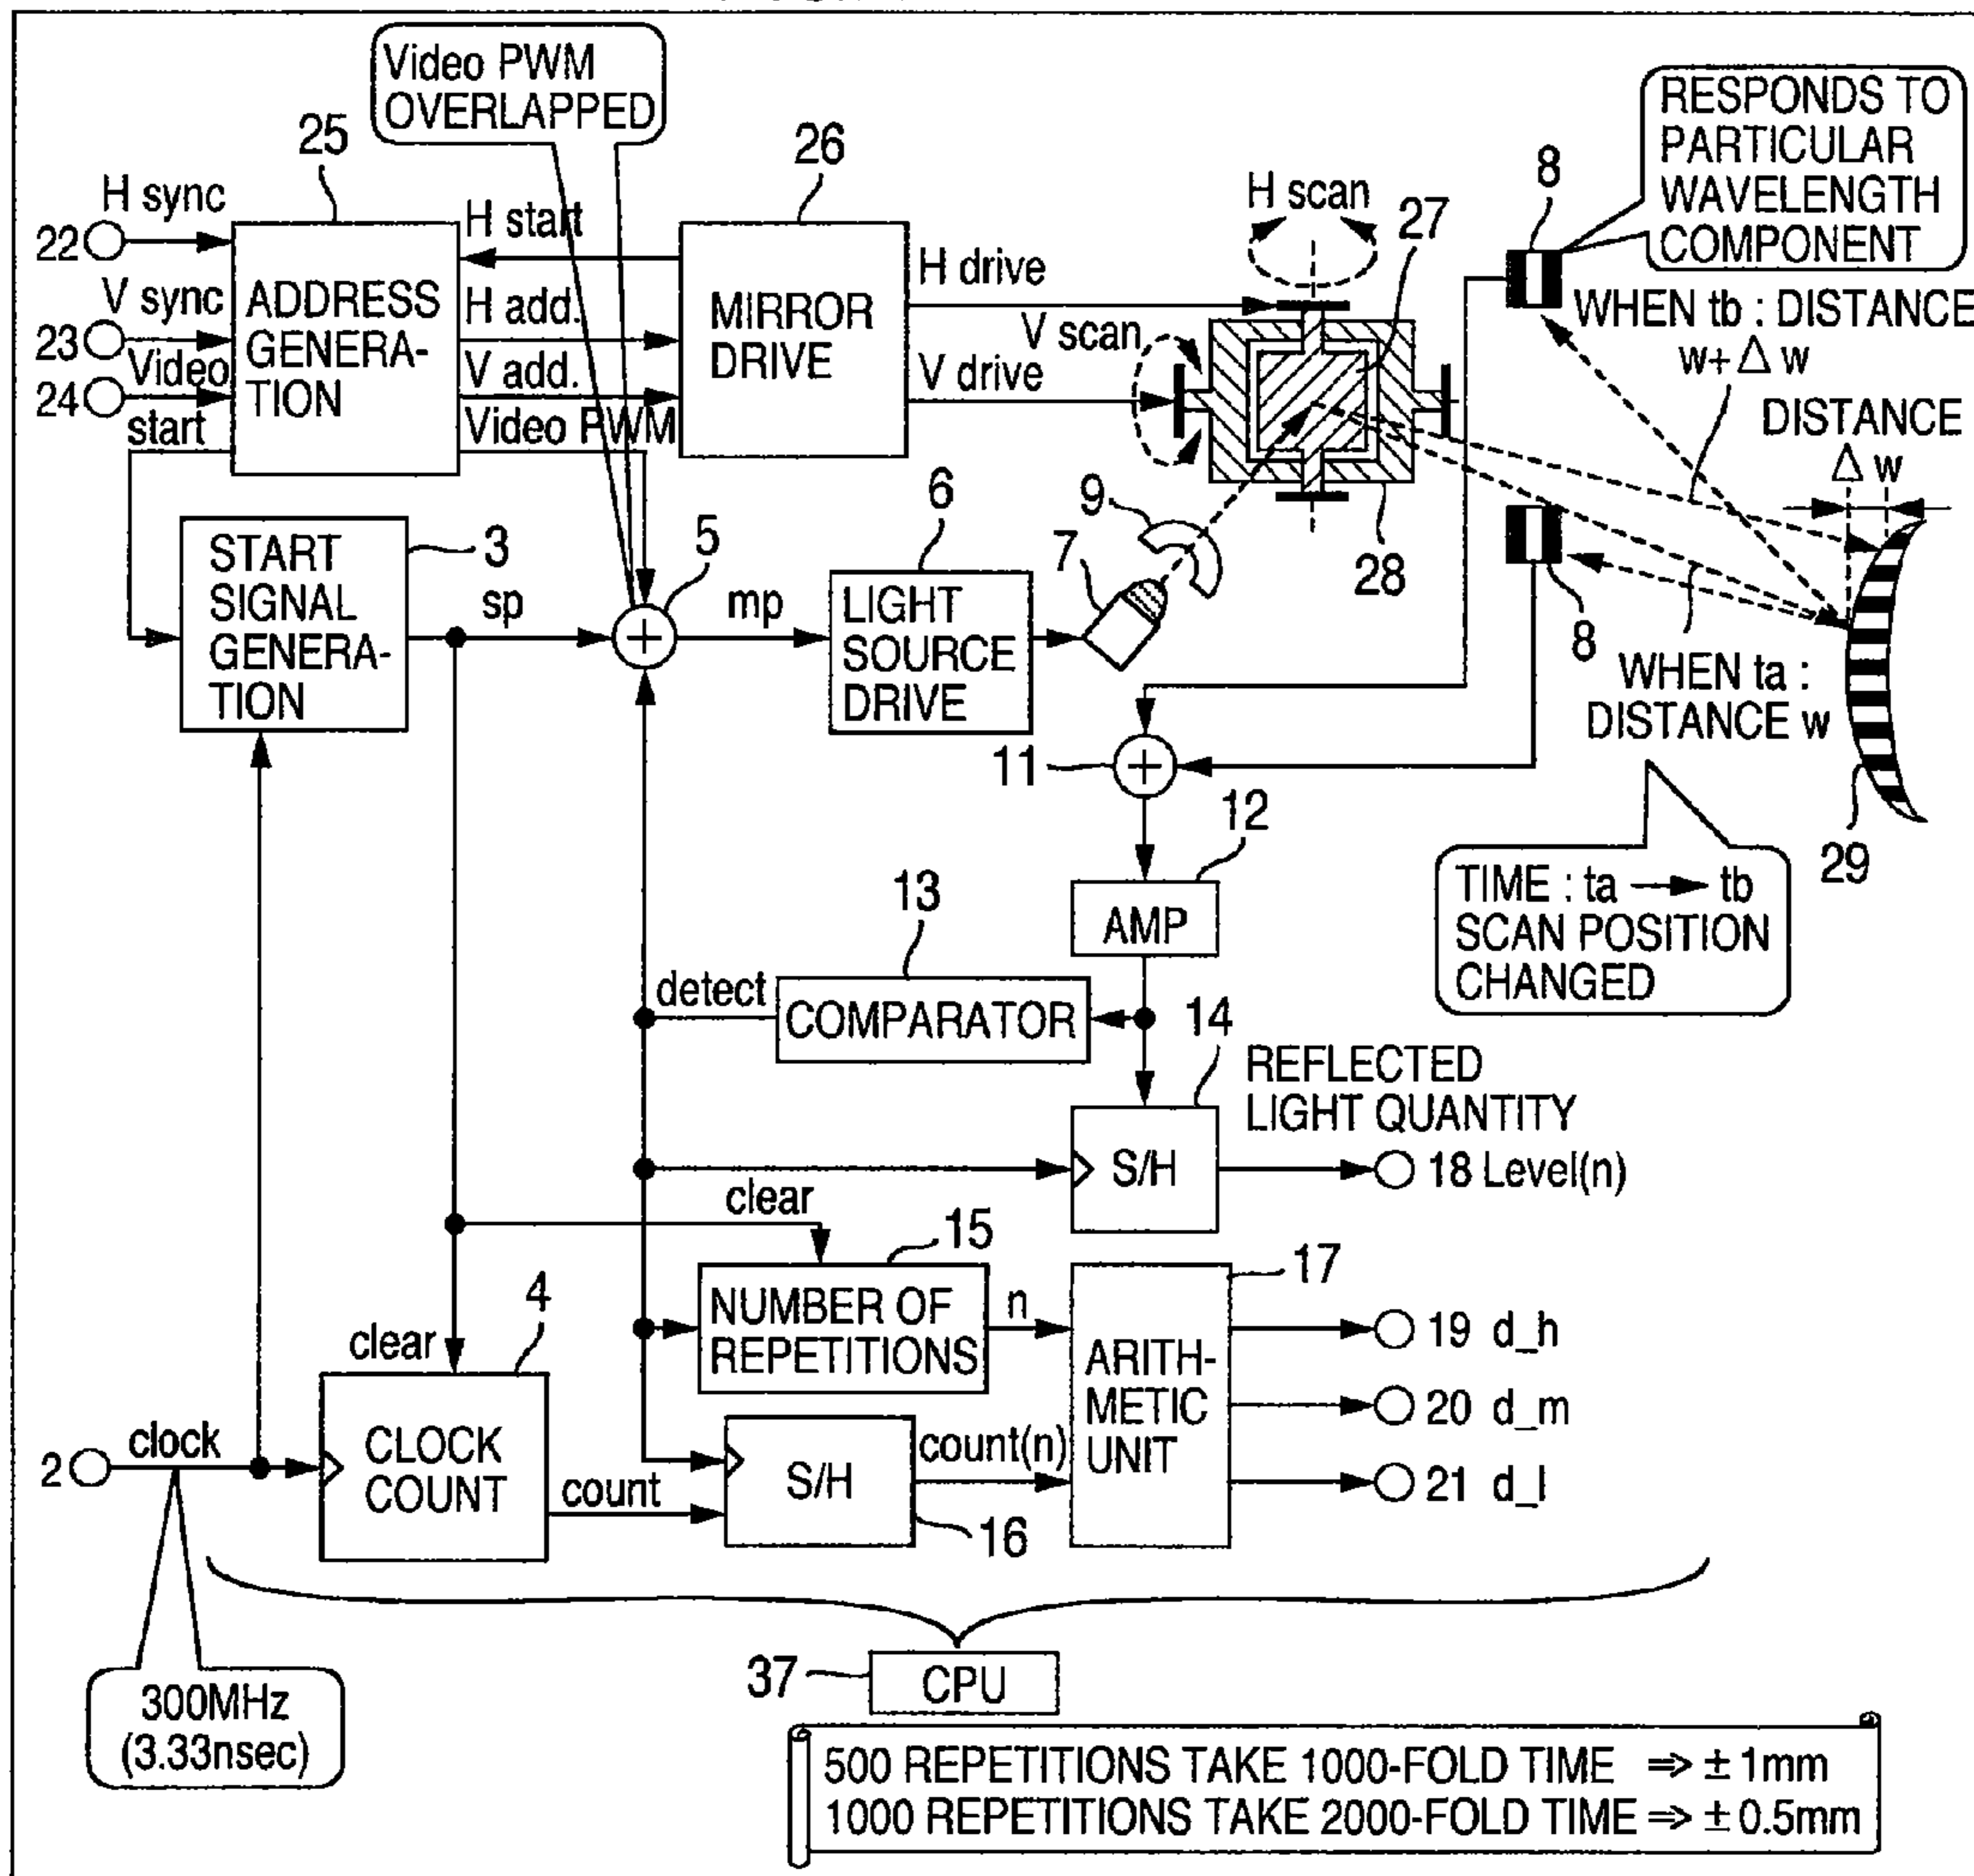 Video PWM
OVERLAPPED
RESPONDS TO
PARTICULAR
WAVELENGTH
COMPONENT
25
26
8
H sync
H start
H scan
27
22
ADDRESS
GENERA-
TION
MIRROR
DRIVE
H drive
V sync
H add.
V scan
WHEN tb : DISTANCE
w+Δw
23
Video
V add.
V drive
24
start
Video PWM
DISTANCE
Δw
6
9
START
SIGNAL
GENERA-
TION
3
5
7
28
sp
mp
LIGHT
SOURCE
DRIVE
8
WHEN ta :
DISTANCE w
11
12
29
13
AMP
TIME : ta → tb
SCAN POSITION
CHANGED
detect
COMPARATOR
14
REFLECTED
LIGHT QUANTITY
S/H
18 Level(n)
clear
15
17
4
NUMBER OF
REPETITIONS
n
19 d_h
clear
ARITH-
METIC
UNIT
20 d_m
2
clock
CLOCK
COUNT
count
S/H
count(n)
21 d_l
16
37
CPU
300MHz
(3.33nsec)
500 REPETITIONS TAKE 1000-FOLD TIME ⇒ ± 1mm
1000 REPETITIONS TAKE 2000-FOLD TIME ⇒ ± 0.5mm